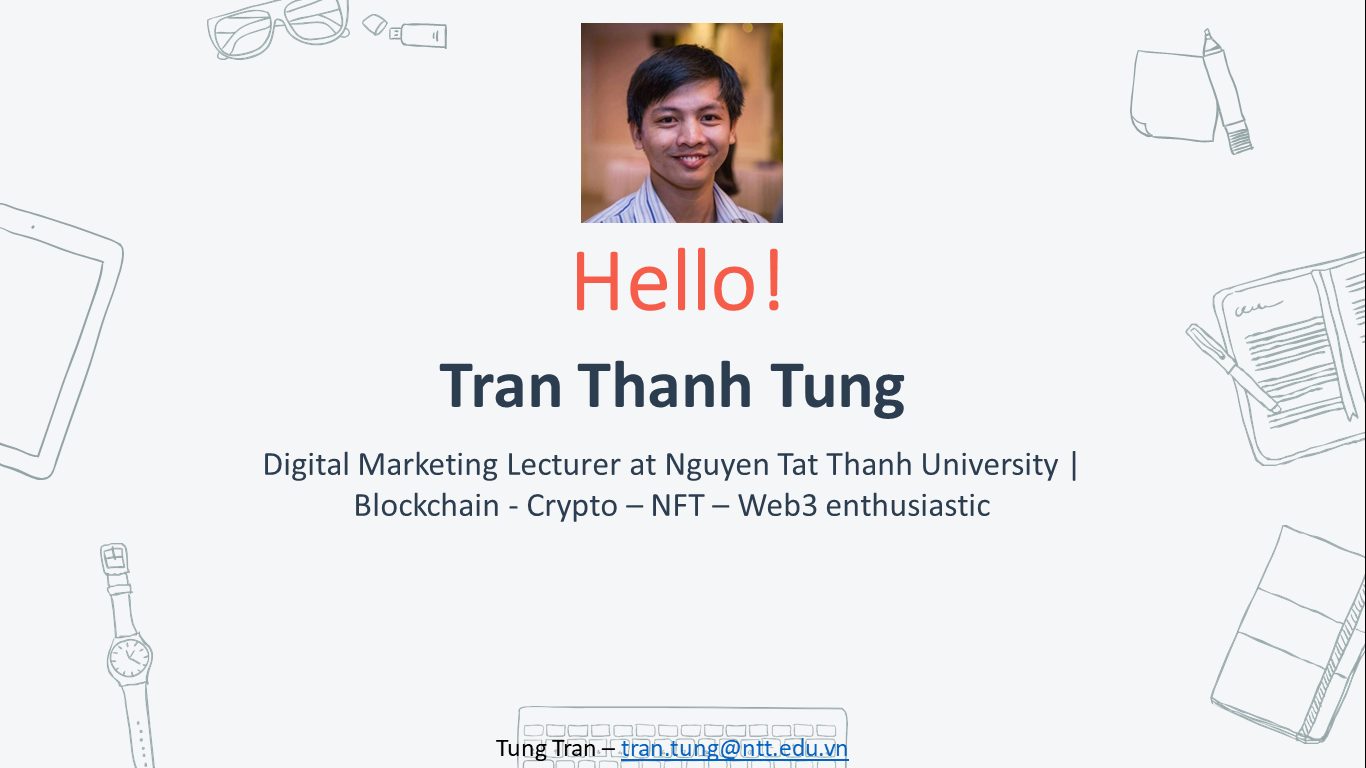 Hello!
Tran Thanh Tung
Digital Marketing Lecturer at Nguyen Tat Thanh University |
Blockchain - Crypto – NFT – Web3 enthusiastic
Tung Tran – tran.tung@ntt.edu.vn